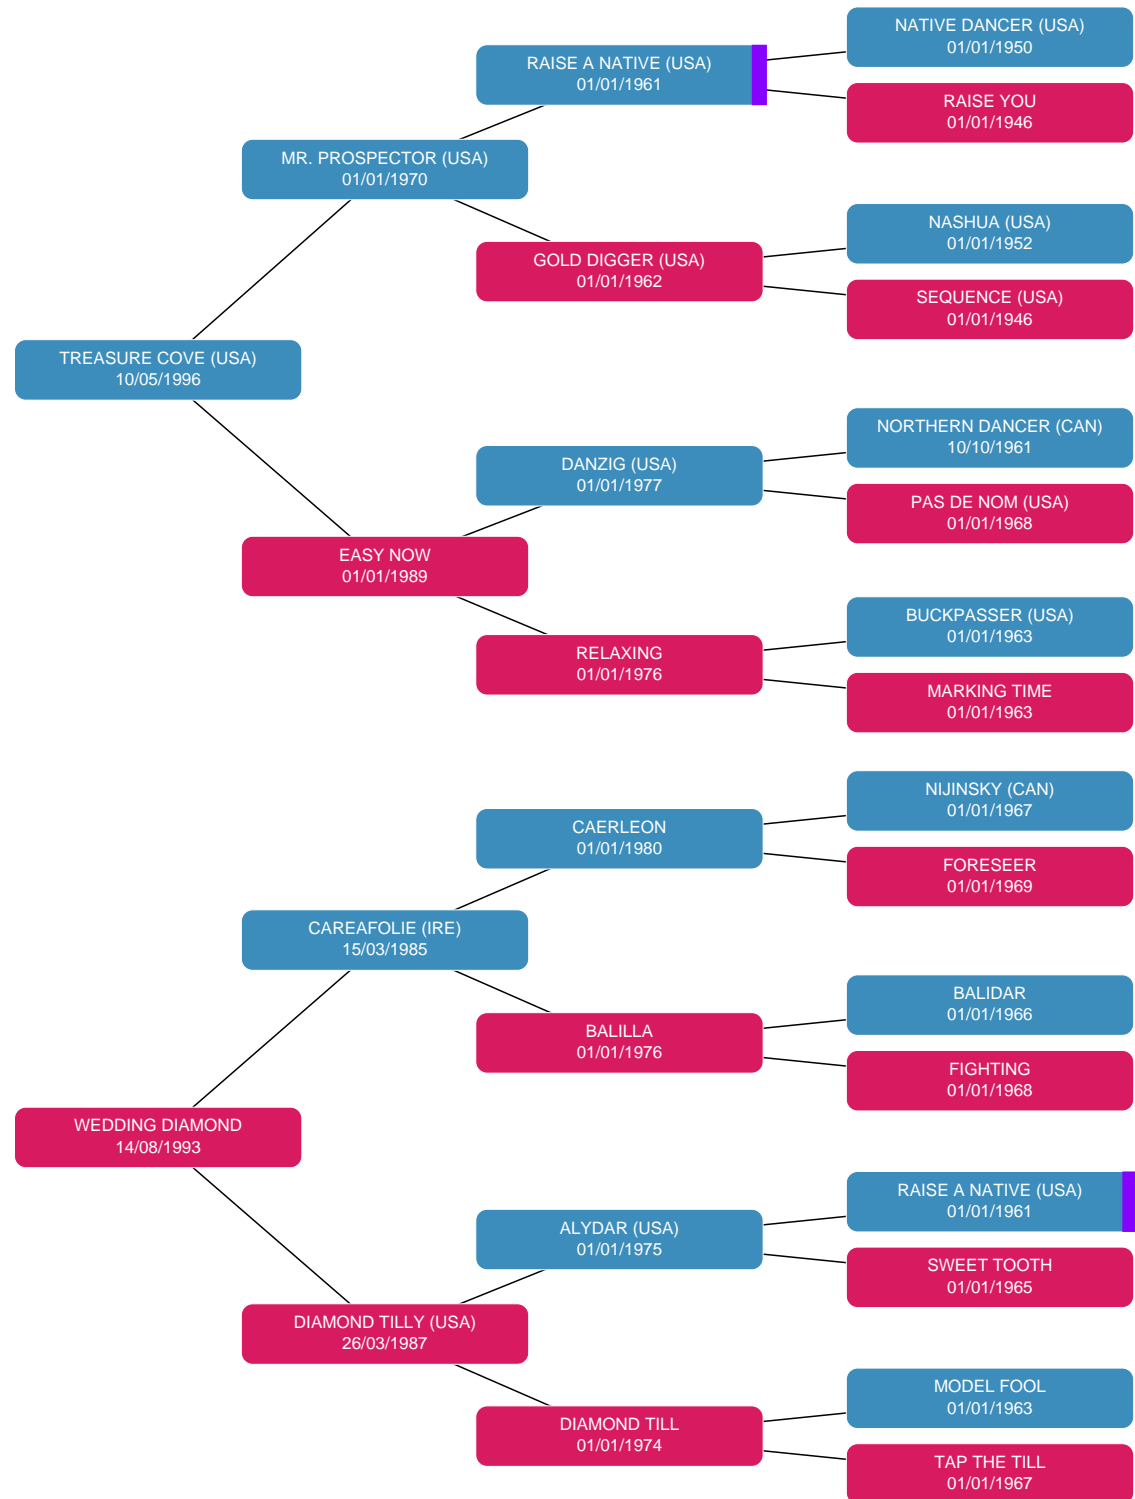 NATIVE DANCER (USA)
01/01/1950
RAISE A NATIVE (USA)
01/01/1961
RAISE YOU
01/01/1946
MR. PROSPECTOR (USA)
01/01/1970
NASHUA (USA)
01/01/1952
GOLD DIGGER (USA)
01/01/1962
SEQUENCE (USA)
01/01/1946
TREASURE COVE (USA)
10/05/1996
NORTHERN DANCER (CAN)
10/10/1961
DANZIG (USA)
01/01/1977
PAS DE NOM (USA)
01/01/1968
EASY NOW
01/01/1989
BUCKPASSER (USA)
01/01/1963
RELAXING
01/01/1976
MARKING TIME
01/01/1963
NIJINSKY (CAN)
01/01/1967
CAERLEON
01/01/1980
FORESEER
01/01/1969
CAREAFOLIE (IRE)
15/03/1985
BALIDAR
01/01/1966
BALILLA
01/01/1976
FIGHTING
01/01/1968
WEDDING DIAMOND
14/08/1993
RAISE A NATIVE (USA)
01/01/1961
ALYDAR (USA)
01/01/1975
SWEET TOOTH
01/01/1965
DIAMOND TILLY (USA)
26/03/1987
MODEL FOOL
01/01/1963
DIAMOND TILL
01/01/1974
TAP THE TILL
01/01/1967